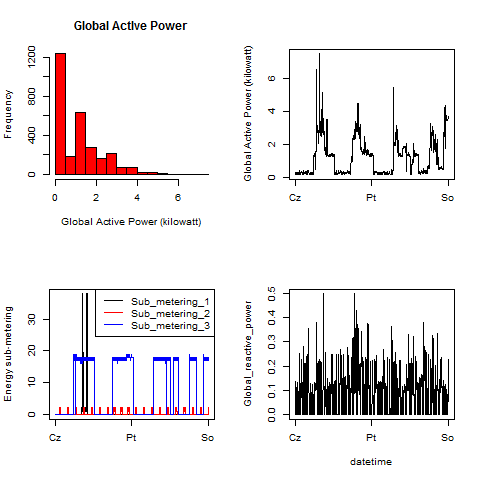 Global Active Power
Frequency
0 400 800 1200
0 2 4 6
Global Active Power (kilowatt)
Global Active Power (kilowatt)
0 2 4 6
Cz Pt So
Energy sub-metering
0 10 20 30
Sub_metering_1
Sub_metering_2
Sub_metering_3
Cz Pt So
Global_reactive_power
0.0 0.1 0.2 0.3 0.4 0.5
Cz Pt So
datetime